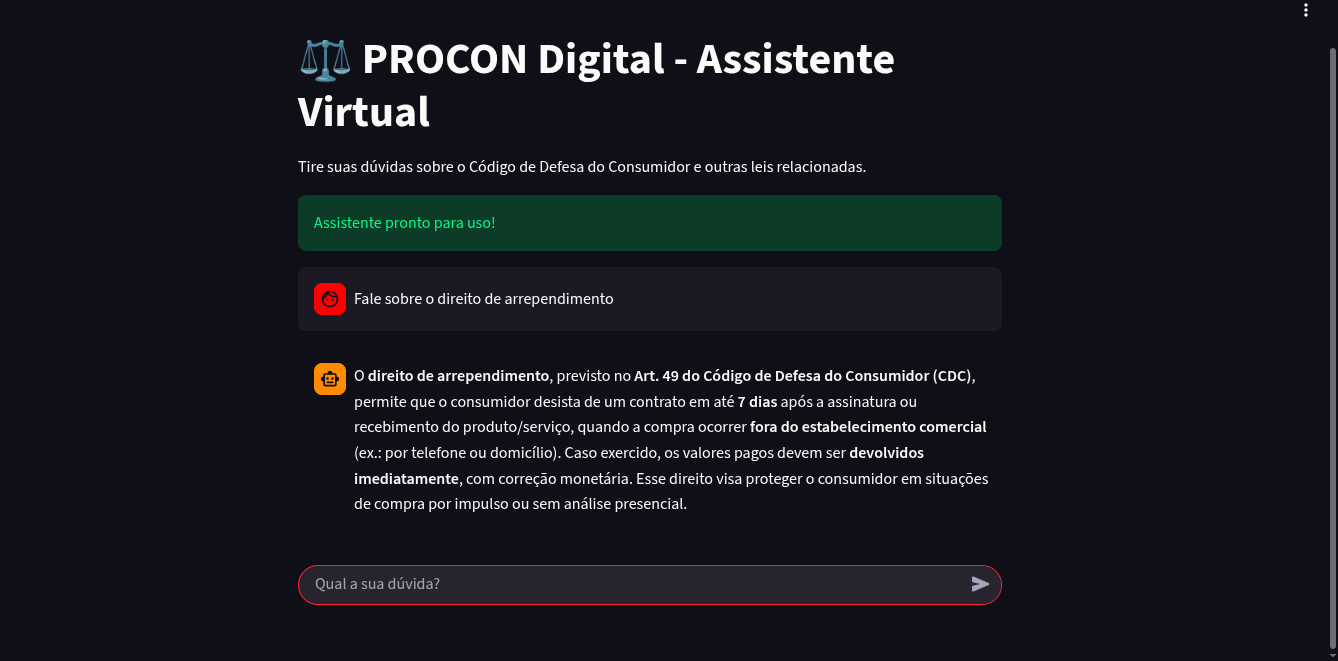 ⚖️ PROCON Digital - Assistente
Virtual
Tire suas dúvidas sobre o Código de Defesa do Consumidor e outras leis relacionadas.
Assistente pronto para uso!
Fale sobre o direito de arrependimento
O direito de arrependimento, previsto no Art. 49 do Código de Defesa do Consumidor (CDC),
permite que o consumidor desista de um contrato em até 7 dias após a assinatura ou
recebimento do produto/serviço, quando a compra ocorrer fora do estabelecimento comercial
(ex.: por telefone ou domicílio). Caso exercido, os valores pagos devem ser devolvidos
imediatamente, com correção monetária. Esse direito visa proteger o consumidor em situações
de compra por impulso ou sem análise presencial.
Qual a sua dúvida?